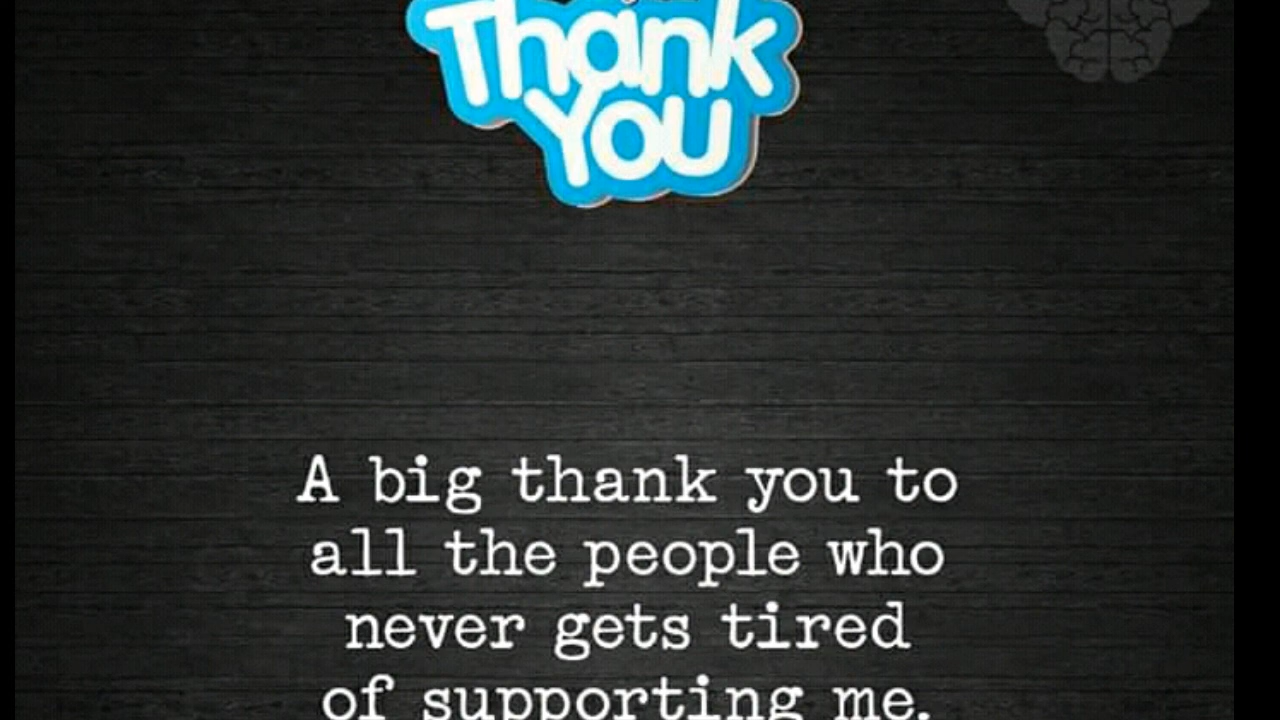 Thank
You
A big thank you to
all the people who
never gets tired
of supporting me.